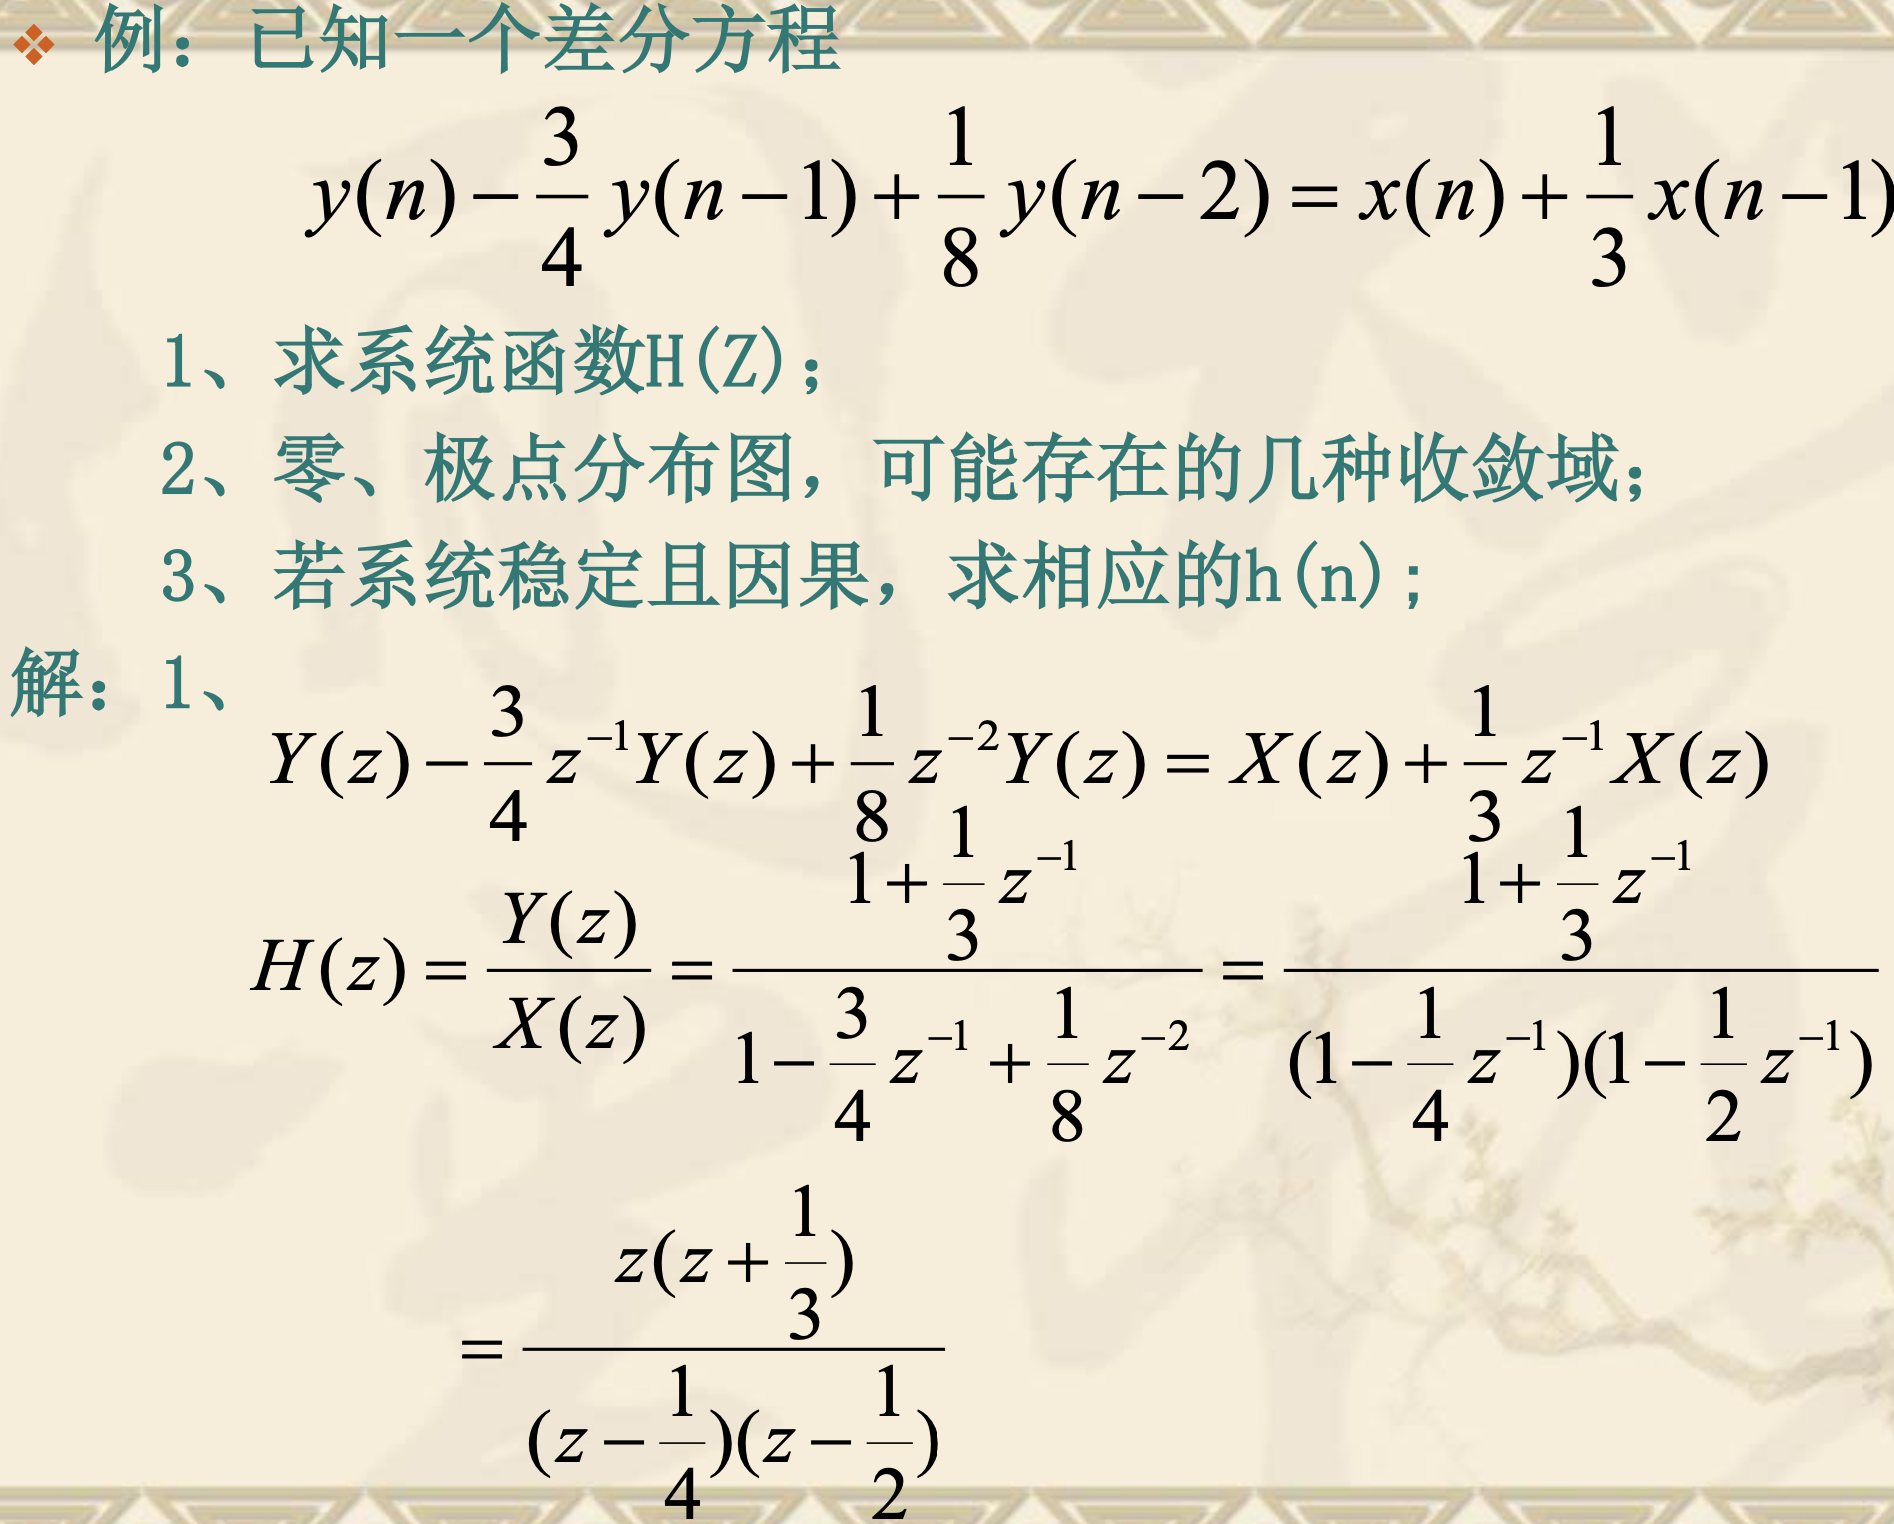 ❖ 例：已知一个差分方程
y(n) − 3/4 y(n−1) + 1/8 y(n−2) = x(n) + 1/3 x(n−1)
1、求系统函数H(Z)；
2、零、极点分布图，可能存在的几种收敛域；
3、若系统稳定且因果，求相应的h(n)；
解：1、
Y(z) − 3/4 z⁻¹Y(z) + 1/8 z⁻²Y(z) = X(z) + 1/3 z⁻¹X(z)
H(z) = Y(z)/X(z) = (1 + 1/3 z⁻¹)/(1 − 3/4 z⁻¹ + 1/8 z⁻²) = (1 + 1/3 z⁻¹)/((1 − 1/4 z⁻¹)(1 − 1/2 z⁻¹))
= z(z + 1/3)/((z − 1/4)(z − 1/2))